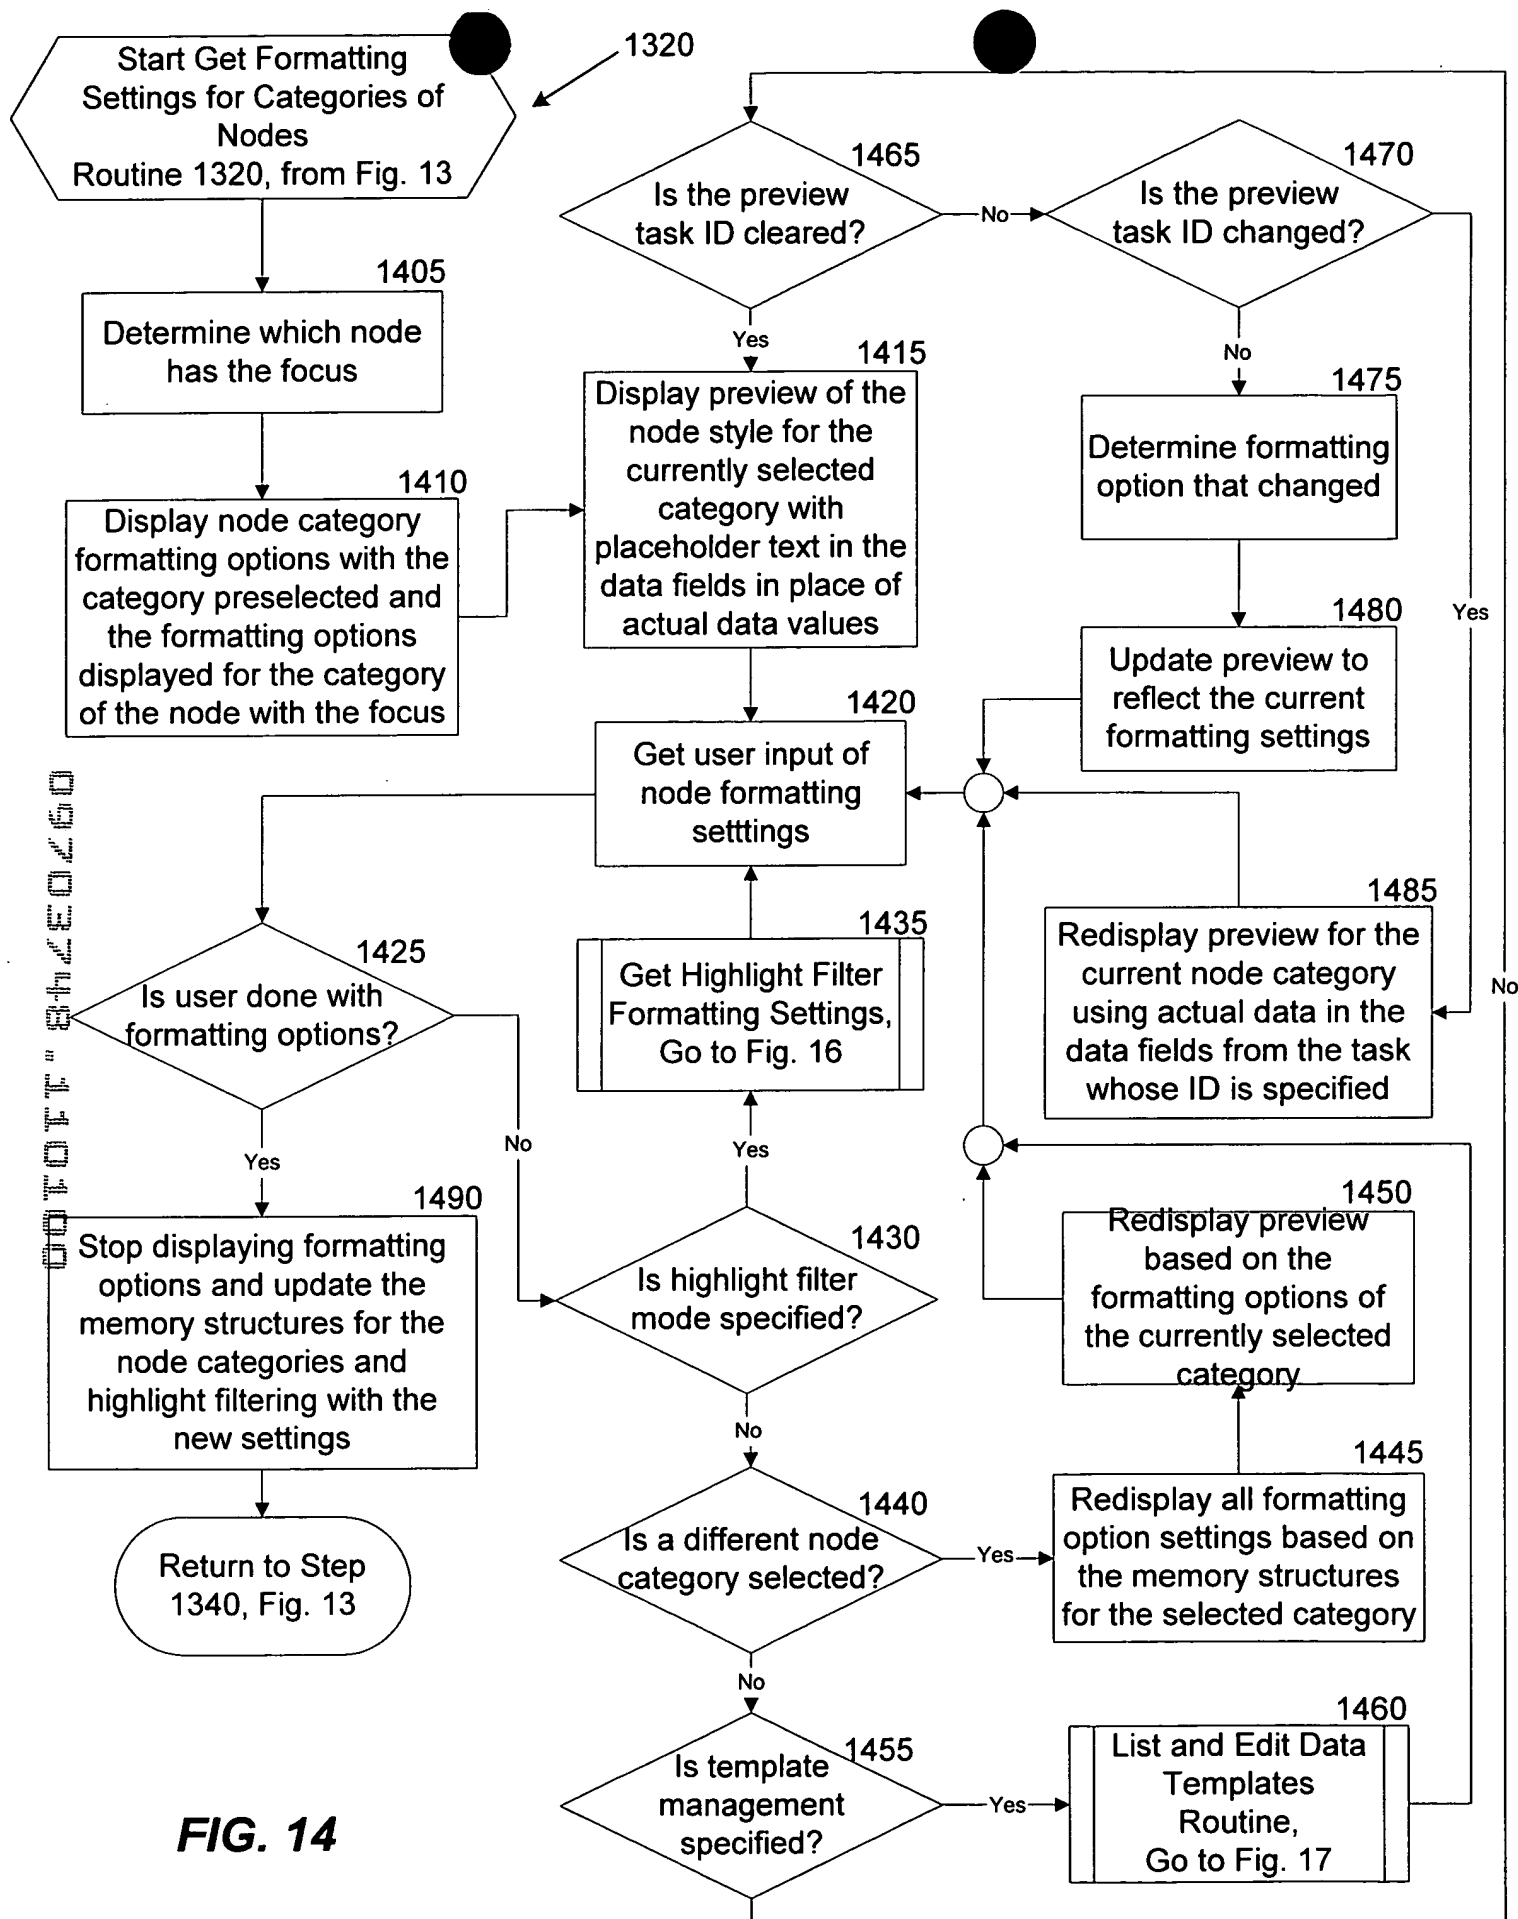 Start Get Formatting
Settings for Categories of
Nodes
Routine 1320, from Fig. 13
1320
1405
Determine which node
has the focus
1410
Display node category
formatting options with the
category preselected and
the formatting options
displayed for the category
of the node with the focus
1465
Is the preview
task ID cleared?
No
1470
Is the preview
task ID changed?
Yes
1415
Display preview of the
node style for the
currently selected
category with
placeholder text in the
data fields in place of
actual data values
No
1475
Determine formatting
option that changed
Yes
1480
Update preview to
reflect the current
formatting settings
1420
Get user input of
node formatting
setttings
1485
Redisplay preview for the
current node category
using actual data in the
data fields from the task
whose ID is specified
No
1425
Is user done with
formatting options?
1435
Get Highlight Filter
Formatting Settings,
Go to Fig. 16
No
Yes
Yes
1490
Stop displaying formatting
options and update the
memory structures for the
node categories and
highlight filtering with the
new settings
1430
Is highlight filter
mode specified?
1450
Redisplay preview
based on the
formatting options of
the currently selected
category
No
1440
Is a different node
category selected?
Yes
1445
Redisplay all formatting
option settings based on
the memory structures
for the selected category
Return to Step
1340, Fig. 13
No
1455
Is template
management
specified?
Yes
1460
List and Edit Data
Templates
Routine,
Go to Fig. 17
FIG. 14
09703748 "110100